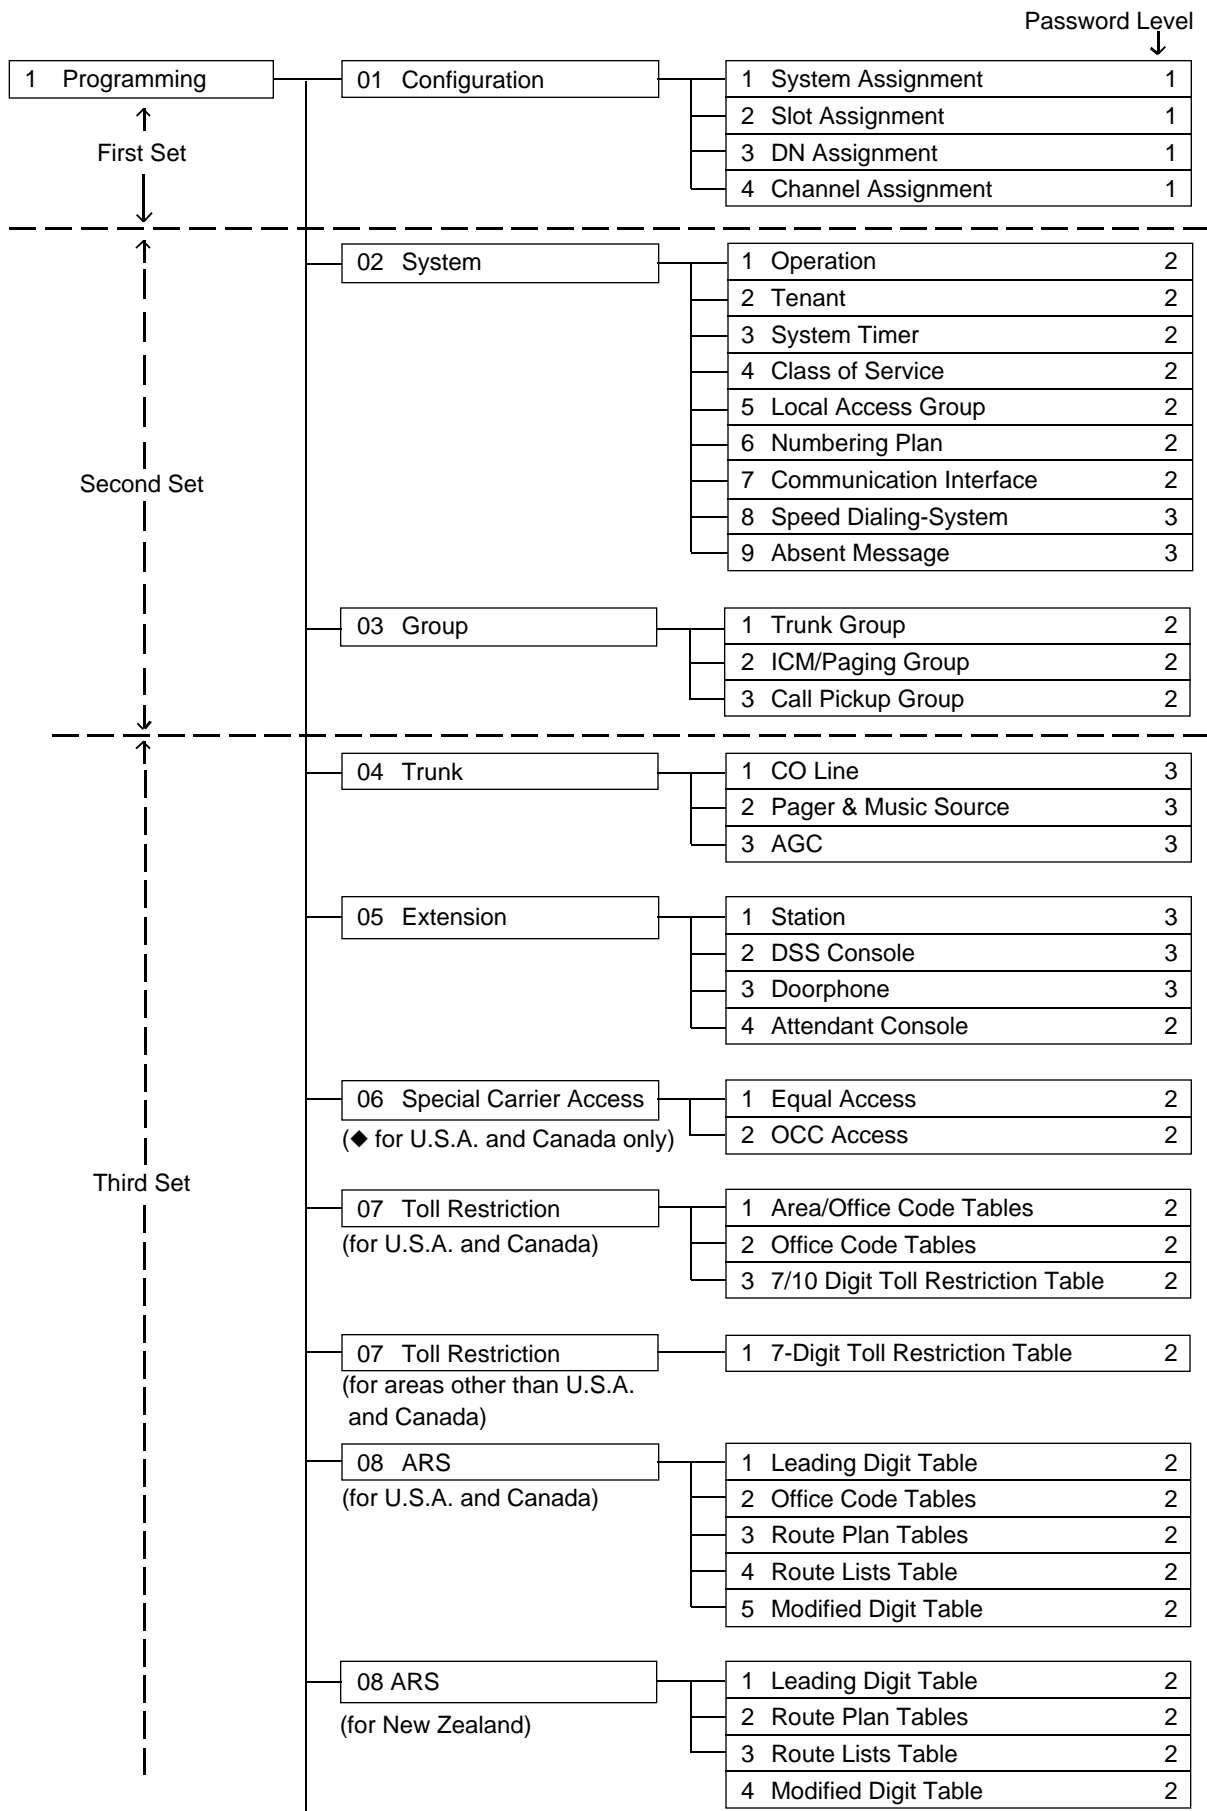 Password Level
1 Programming
01 Configuration
1 System Assignment 1
2 Slot Assignment 1
3 DN Assignment 1
4 Channel Assignment 1
First Set
02 System
1 Operation 2
2 Tenant 2
3 System Timer 2
4 Class of Service 2
5 Local Access Group 2
6 Numbering Plan 2
7 Communication Interface 2
8 Speed Dialing-System 3
9 Absent Message 3
Second Set
03 Group
1 Trunk Group 2
2 ICM/Paging Group 2
3 Call Pickup Group 2
04 Trunk
1 CO Line 3
2 Pager & Music Source 3
3 AGC 3
05 Extension
1 Station 3
2 DSS Console 3
3 Doorphone 3
4 Attendant Console 2
06 Special Carrier Access
(◆ for U.S.A. and Canada only)
1 Equal Access 2
2 OCC Access 2
Third Set
07 Toll Restriction
(for U.S.A. and Canada)
1 Area/Office Code Tables 2
2 Office Code Tables 2
3 7/10 Digit Toll Restriction Table 2
07 Toll Restriction
(for areas other than U.S.A.
and Canada)
1 7-Digit Toll Restriction Table 2
08 ARS
(for U.S.A. and Canada)
1 Leading Digit Table 2
2 Office Code Tables 2
3 Route Plan Tables 2
4 Route Lists Table 2
5 Modified Digit Table 2
08 ARS
(for New Zealand)
1 Leading Digit Table 2
2 Route Plan Tables 2
3 Route Lists Table 2
4 Modified Digit Table 2